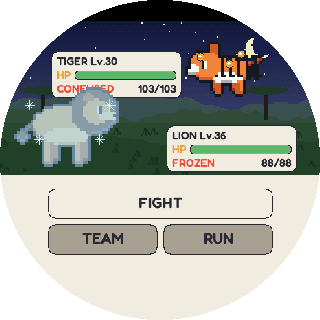 TIGER Lv.30
HP
CONFUSED 103/103
LION Lv.36
HP
FROZEN 88/88
FIGHT
TEAM RUN